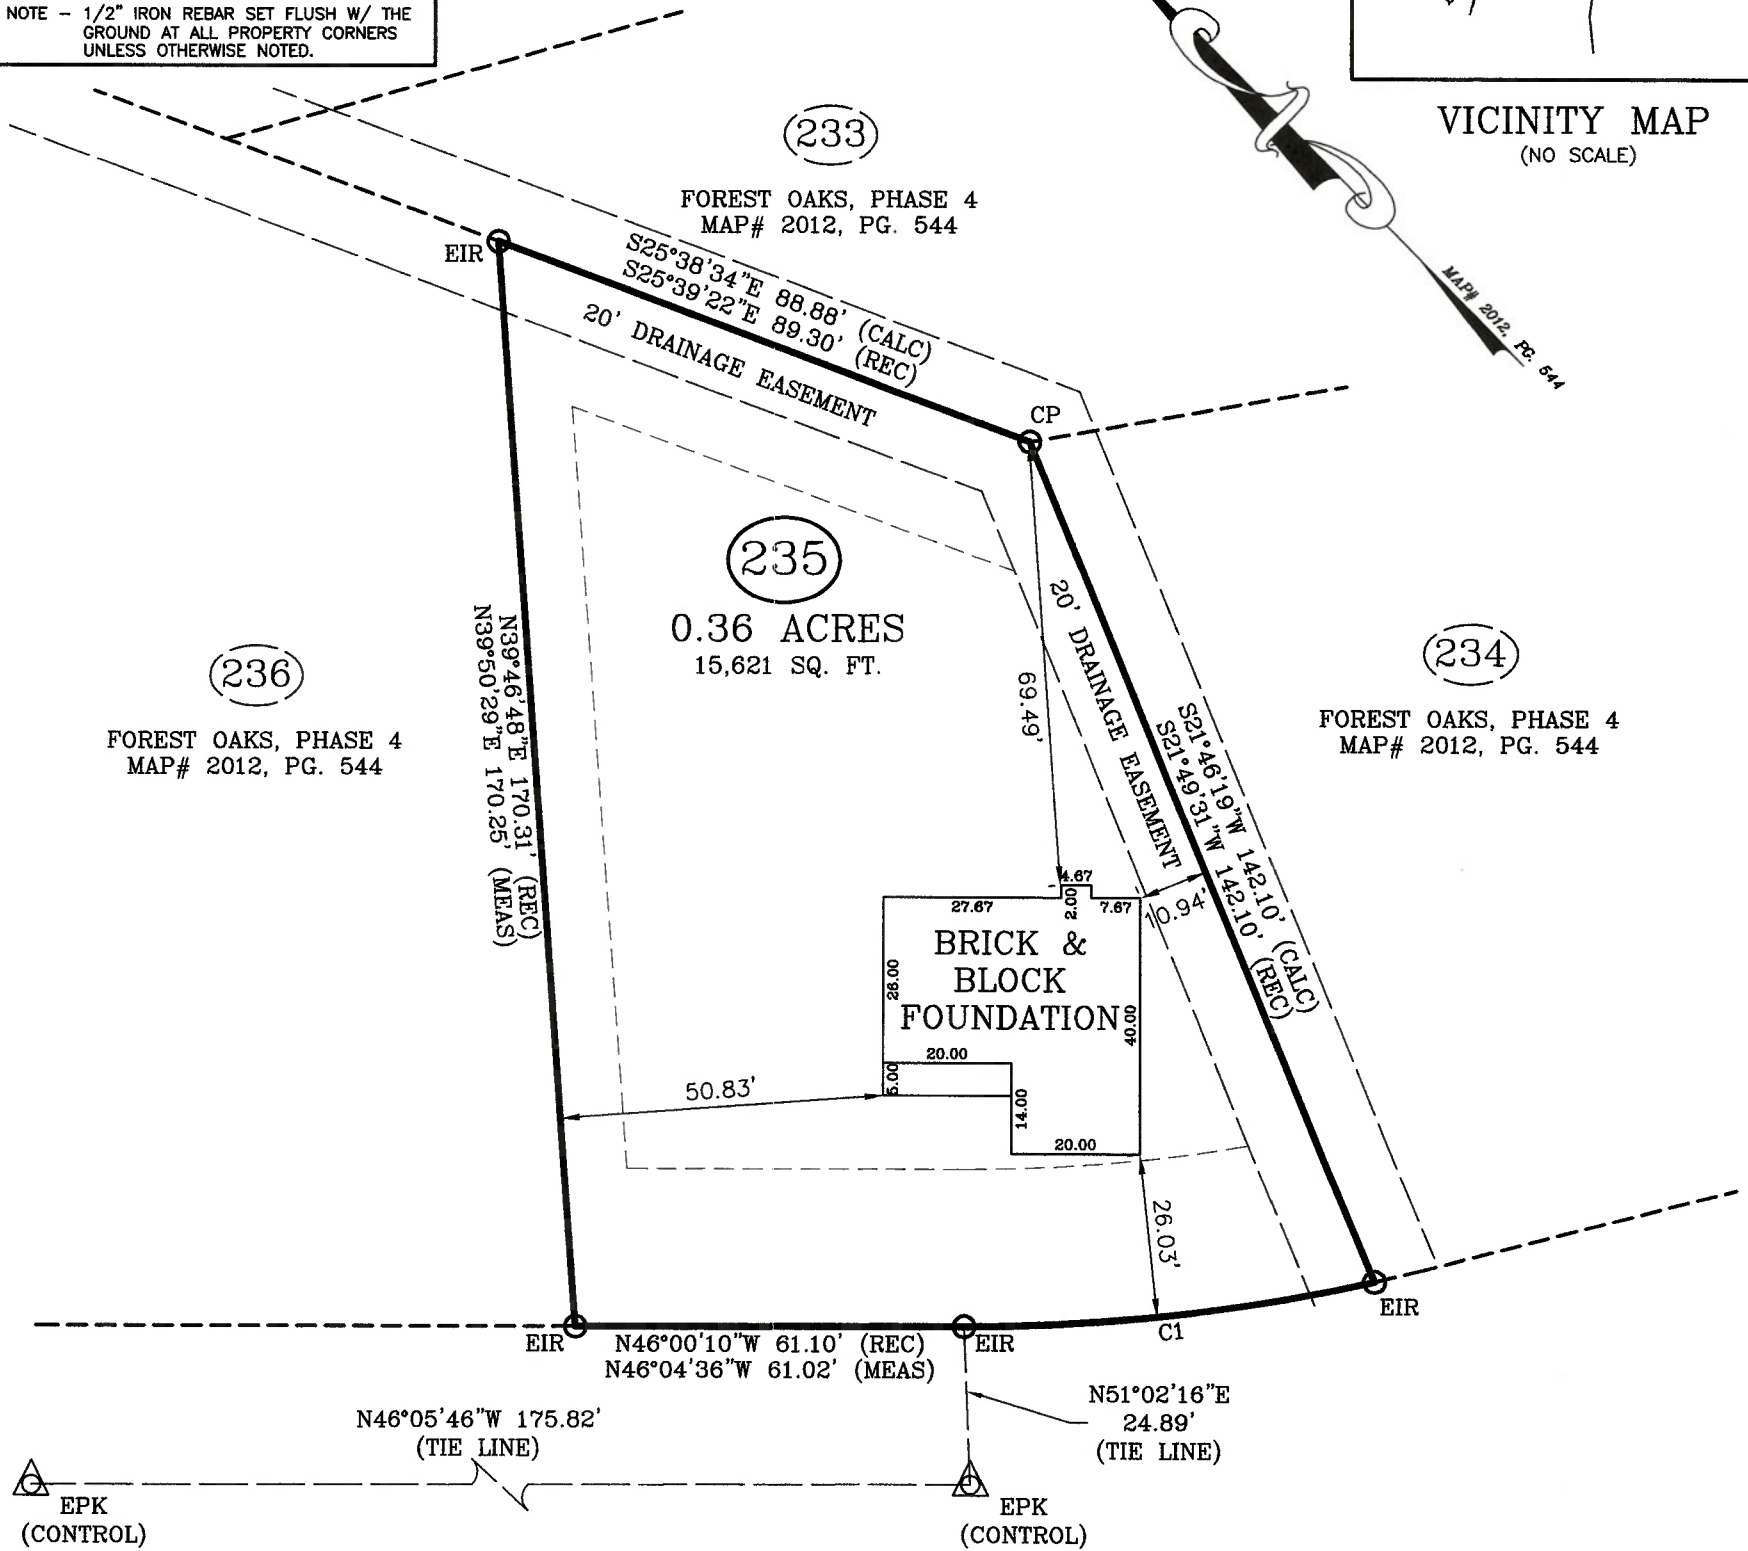 NOTE – 1/2" IRON REBAR SET FLUSH W/ THE
GROUND AT ALL PROPERTY CORNERS
UNLESS OTHERWISE NOTED.
VICINITY MAP
(NO SCALE)
MAP# 2012, PG. 544
233
FOREST OAKS, PHASE 4
MAP# 2012, PG. 544
EIR
S25°38'34"E 88.88' (CALC)
S25°39'22"E 89.30' (REC)
20' DRAINAGE EASEMENT
CP
235
0.36 ACRES
15,621 SQ. FT.
236
FOREST OAKS, PHASE 4
MAP# 2012, PG. 544
N39°46'48"E 170.31' (REC)
N39°50'29"E 170.25' (MEAS)
69.49'
20' DRAINAGE EASEMENT
234
FOREST OAKS, PHASE 4
MAP# 2012, PG. 544
S21°46'19"W 142.10' (CALC)
S21°49'31"W 142.10' (REC)
4.67
27.67
2.00
7.67
10.94'
BRICK &
BLOCK
FOUNDATION
40.00
20.00
5.00
14.00
20.00
50.83'
26.03'
EIR
N46°00'10"W 61.10' (REC)
N46°04'36"W 61.02' (MEAS)
EIR
C1
EIR
N46°05'46"W 175.82'
(TIE LINE)
N51°02'16"E
24.89'
(TIE LINE)
EPK
(CONTROL)
EPK
(CONTROL)